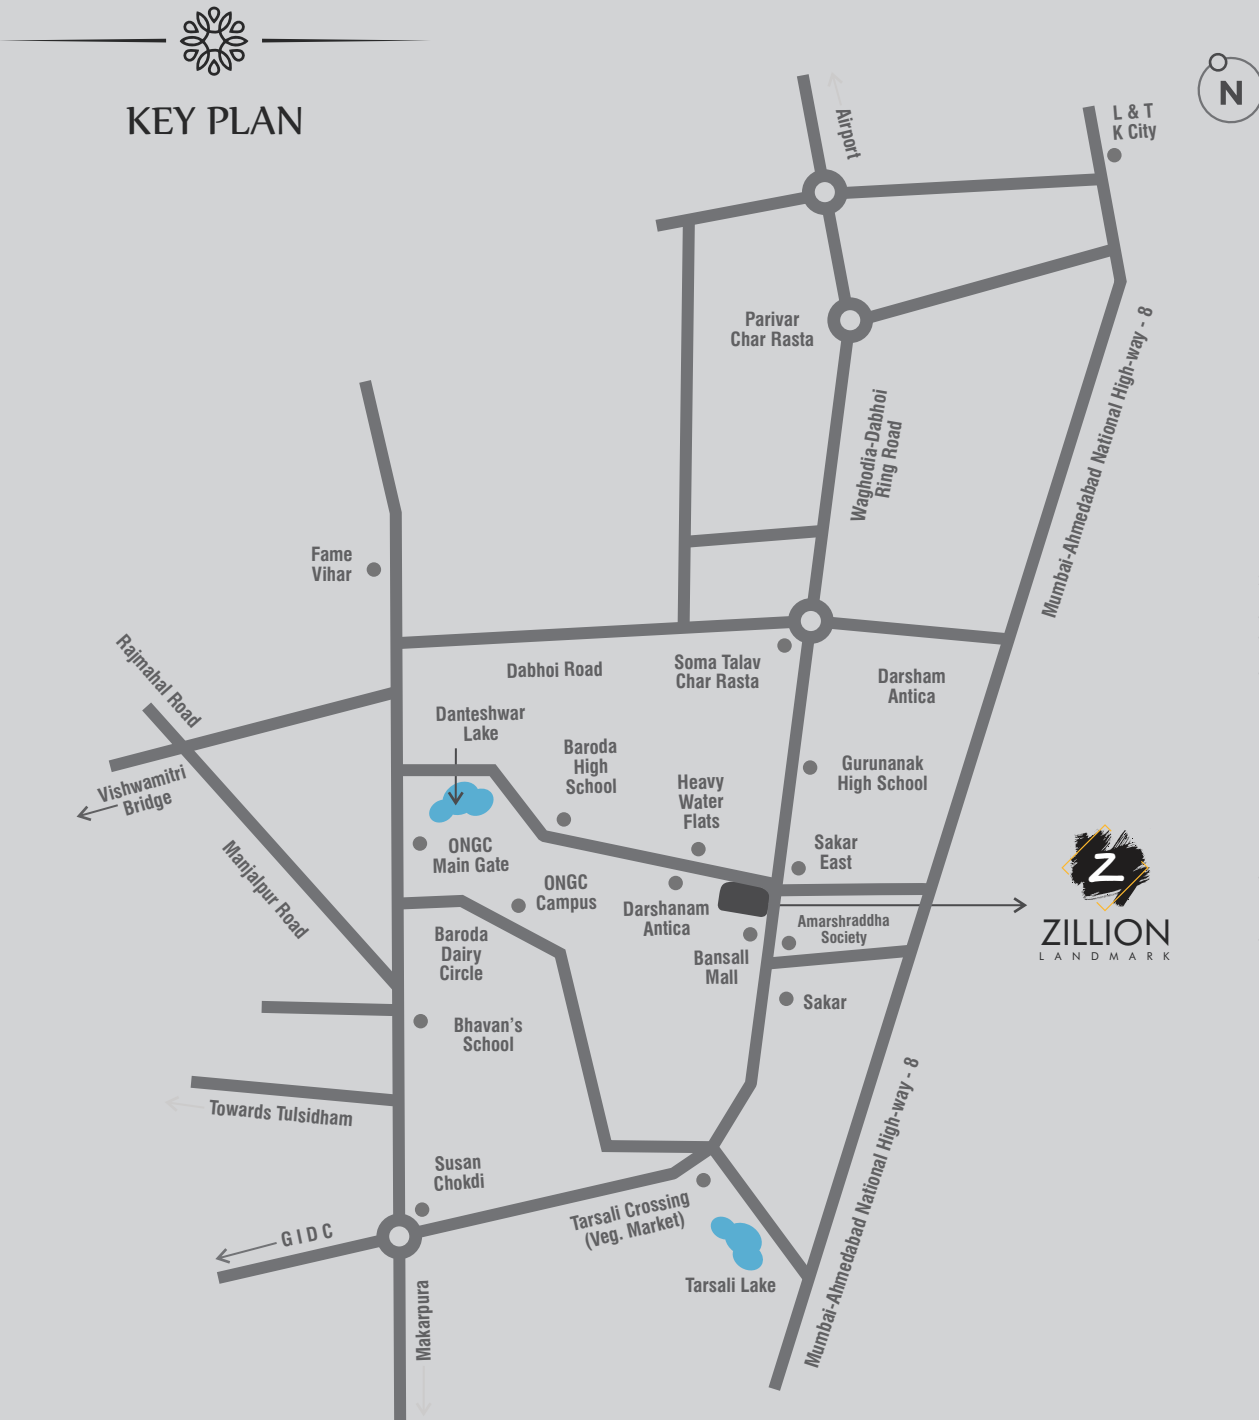 KEY PLAN
N
Airport
L & T
K City
Parivar
Char Rasta
Waghodia-Dabhoi
Ring Road
Mumbai-Ahmedabad National High-way - 8
Fame
Vihar
Rajmahal Road
Dabhoi Road
Soma Talav
Char Rasta
Darsham
Antica
Danteshwar
Lake
Baroda
High
School
Gurunanak
High School
Heavy
Water
Flats
Vishwamitri
Bridge
Manjalpur Road
ONGC
Main Gate
Sakar
East
ONGC
Campus
Darshanam
Antica
Amarshraddha
Society
Z
ZILLION
LANDMARK
Baroda
Dairy
Circle
Bansall
Mall
Sakar
Bhavan's
School
Towards Tulsidham
Susan
Chokdi
Tarsali Crossing
(Veg. Market)
GIDC
Tarsali Lake
Makarpura
Mumbai-Ahmedabad National High-way - 8